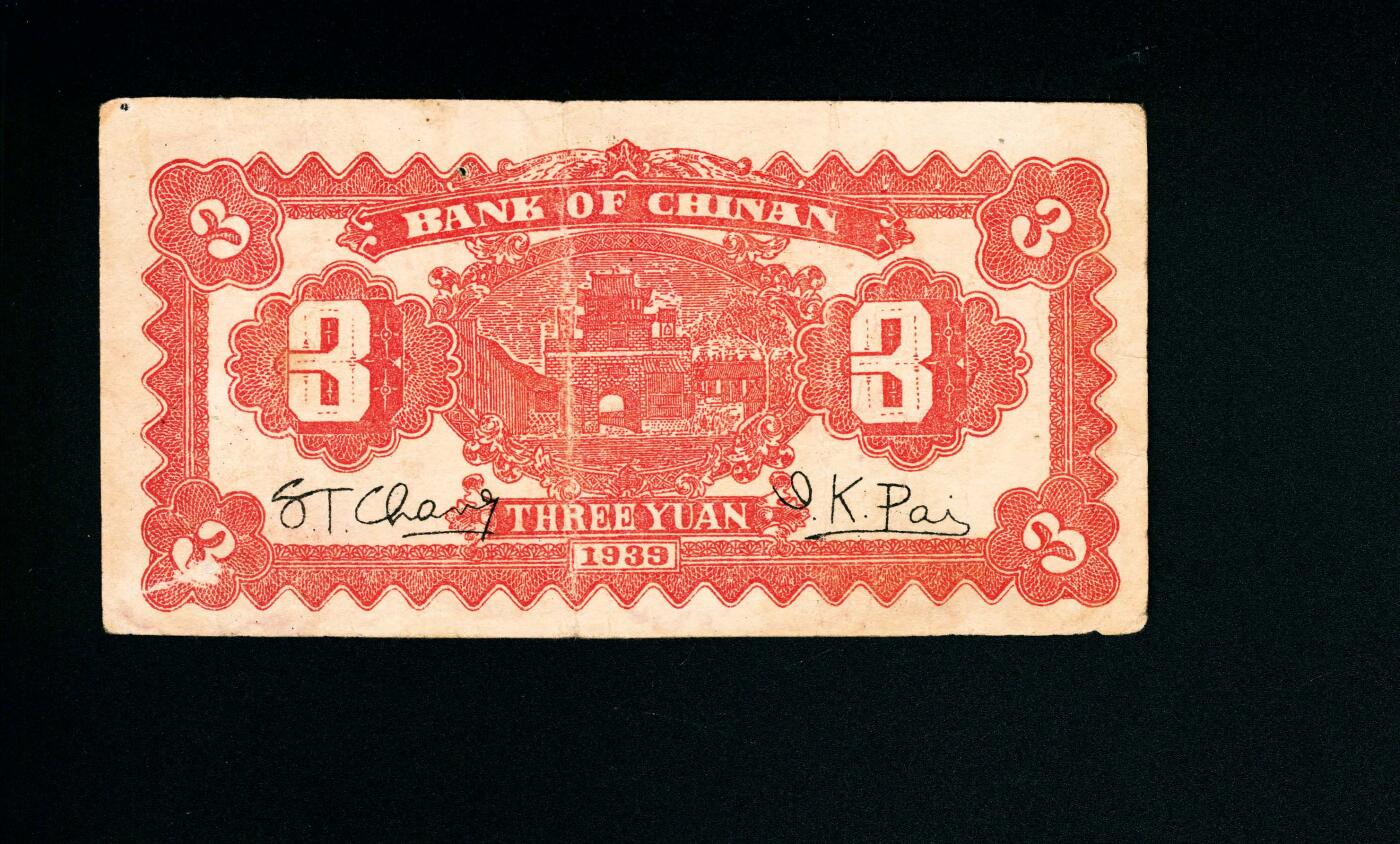 BANK OF CHINAN
3 3
3 3
S.T. Chang THREE YUAN I. K. Pai
1939
3 3